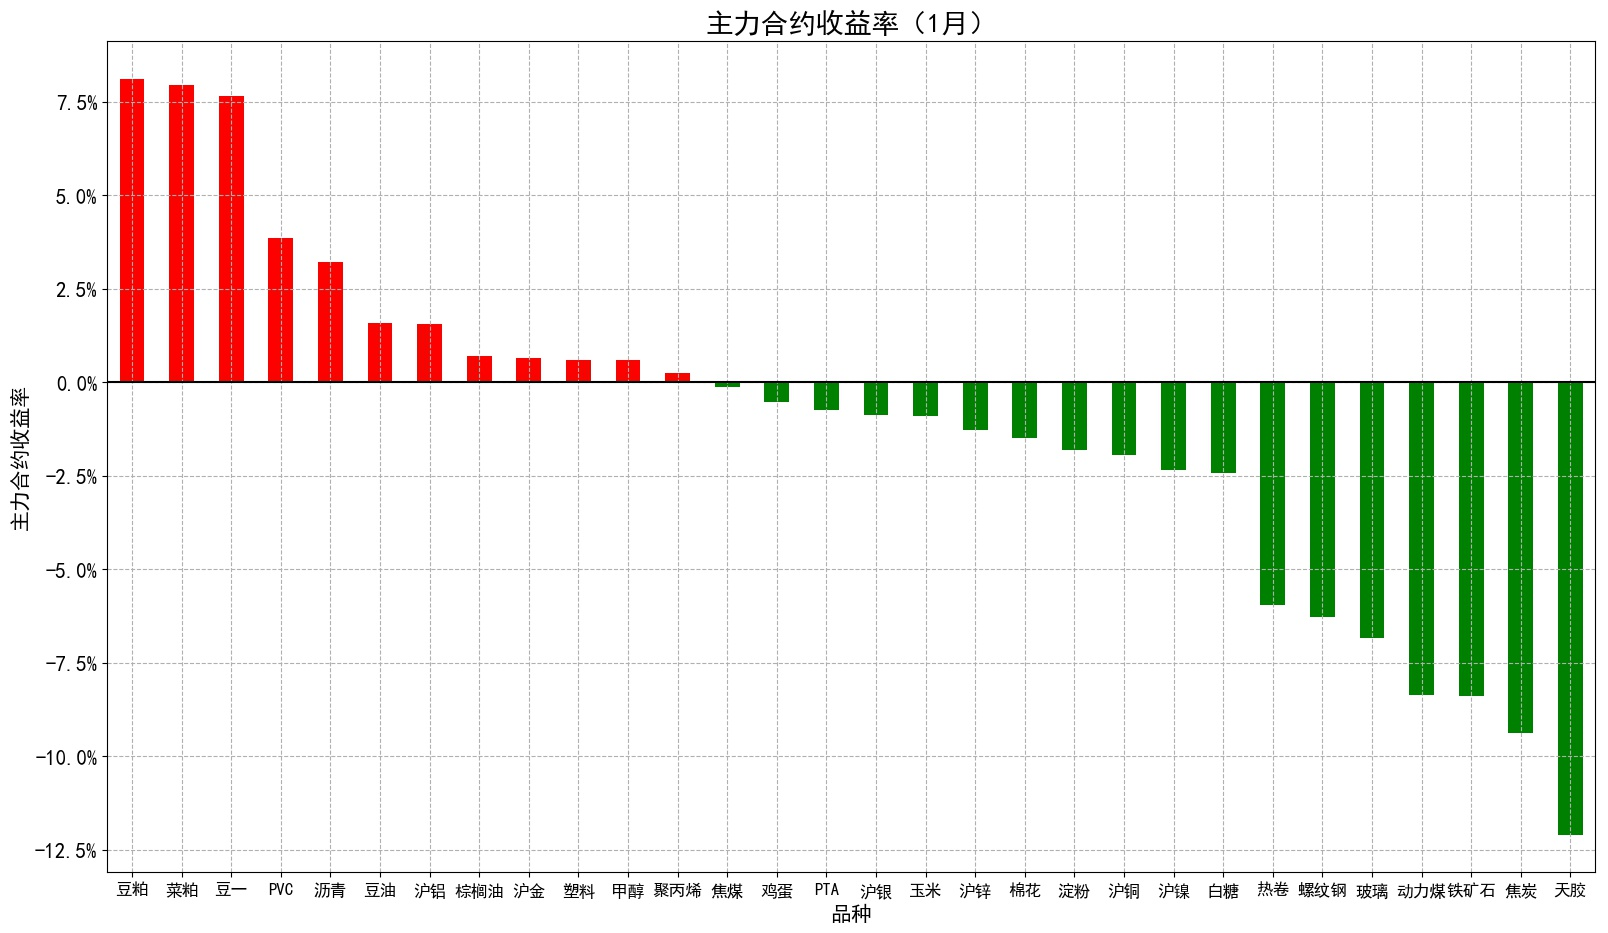 主力合约收益率（1月）
主力合约收益率
7.5%
5.0%
2.5%
0.0%
−2.5%
−5.0%
−7.5%
−10.0%
−12.5%
豆粕 菜粕 豆一 PVC 沥青 豆油 沪铝 棕榈油 沪金 塑料 甲醇 聚丙烯 焦煤 鸡蛋 PTA 沪银 玉米 沪锌 棉花 淀粉 沪铜 沪镍 白糖 热卷 螺纹钢 玻璃 动力煤 铁矿石 焦炭 天胶
品种